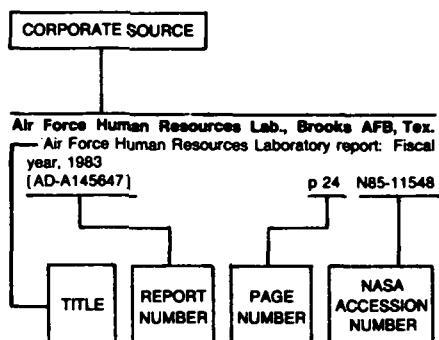 CORPORATE SOURCE
Air Force Human Resources Lab., Brooks AFB, Tex.
Air Force Human Resources Laboratory report: Fiscal
year, 1983
[AD-A145647] p 24 N85-11548
TITLE
REPORT
NUMBER
PAGE
NUMBER
NASA
ACCESSION
NUMBER